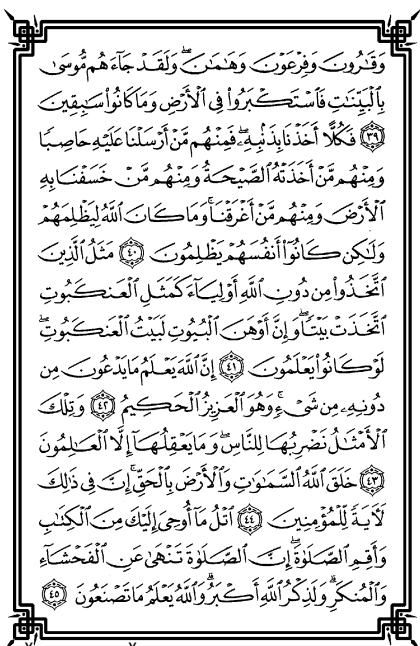 وَقَٰرُونَ وَفِرْعَوْنَ وَهَٰمَٰنَ ۖ وَلَقَدْ جَآءَهُم مُّوسَىٰ
بِٱلْبَيِّنَٰتِ فَٱسْتَكْبَرُوا۟ فِى ٱلْأَرْضِ وَمَا كَانُوا۟ سَٰبِقِينَ
٣٩ فَكُلًّا أَخَذْنَا بِذَنۢبِهِۦ ۖ فَمِنْهُم مَّنْ أَرْسَلْنَا عَلَيْهِ حَاصِبًا
وَمِنْهُم مَّنْ أَخَذَتْهُ ٱلصَّيْحَةُ وَمِنْهُم مَّنْ خَسَفْنَا بِهِ
ٱلْأَرْضَ وَمِنْهُم مَّنْ أَغْرَقْنَا ۚ وَمَا كَانَ ٱللَّهُ لِيَظْلِمَهُمْ
وَلَٰكِن كَانُوٓا۟ أَنفُسَهُمْ يَظْلِمُونَ ٤٠ مَثَلُ ٱلَّذِينَ
ٱتَّخَذُوا۟ مِن دُونِ ٱللَّهِ أَوْلِيَآءَ كَمَثَلِ ٱلْعَنكَبُوتِ
ٱتَّخَذَتْ بَيْتًا ۖ وَإِنَّ أَوْهَنَ ٱلْبُيُوتِ لَبَيْتُ ٱلْعَنكَبُوتِ ۖ
لَوْ كَانُوا۟ يَعْلَمُونَ ٤١ إِنَّ ٱللَّهَ يَعْلَمُ مَا يَدْعُونَ مِن
دُونِهِۦ مِن شَىْءٍ ۚ وَهُوَ ٱلْعَزِيزُ ٱلْحَكِيمُ ٤٢ وَتِلْكَ
ٱلْأَمْثَٰلُ نَضْرِبُهَا لِلنَّاسِ ۖ وَمَا يَعْقِلُهَآ إِلَّا ٱلْعَٰلِمُونَ
٤٣ خَلَقَ ٱللَّهُ ٱلسَّمَٰوَٰتِ وَٱلْأَرْضَ بِٱلْحَقِّ ۚ إِنَّ فِى ذَٰلِكَ
لَءَايَةً لِّلْمُؤْمِنِينَ ٤٤ ٱتْلُ مَآ أُوحِىَ إِلَيْكَ مِنَ ٱلْكِتَٰبِ
وَأَقِمِ ٱلصَّلَوٰةَ ۖ إِنَّ ٱلصَّلَوٰةَ تَنْهَىٰ عَنِ ٱلْفَحْشَآءِ
وَٱلْمُنكَرِ ۗ وَلَذِكْرُ ٱللَّهِ أَكْبَرُ ۗ وَٱللَّهُ يَعْلَمُ مَا تَصْنَعُونَ ٤٥